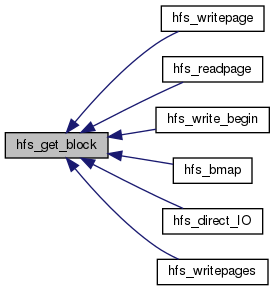 hfs_writepage
hfs_readpage
hfs_write_begin
hfs_get_block
hfs_bmap
hfs_direct_IO
hfs_writepages